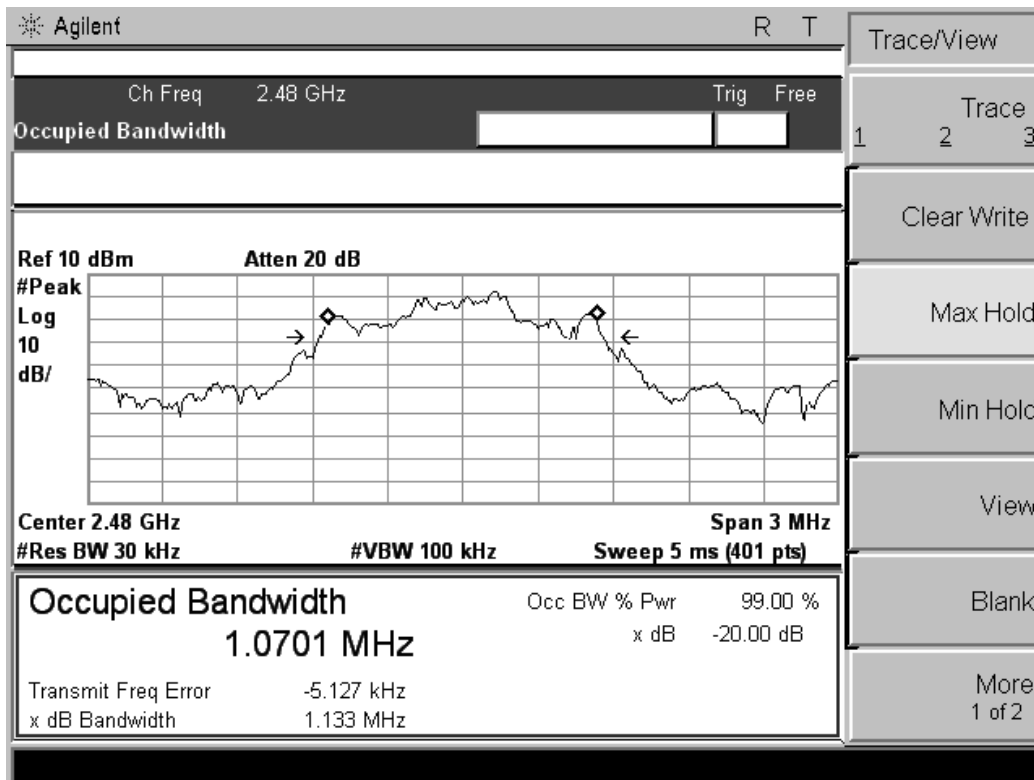 Agilent
R T
Trace/View
Ch Freq 2.48 GHz Trig Free
Occupied Bandwidth
Trace
1 2 3
Clear Write
Max Hold
Min Hold
View
Blank
More
1 of 2
Ref 10 dBm Atten 20 dB
#Peak
Log
10
dB/
Center 2.48 GHz Span 3 MHz
#Res BW 30 kHz #VBW 100 kHz Sweep 5 ms (401 pts)
Occupied Bandwidth
1.0701 MHz
Occ BW % Pwr 99.00 %
x dB -20.00 dB
Transmit Freq Error -5.127 kHz
x dB Bandwidth 1.133 MHz